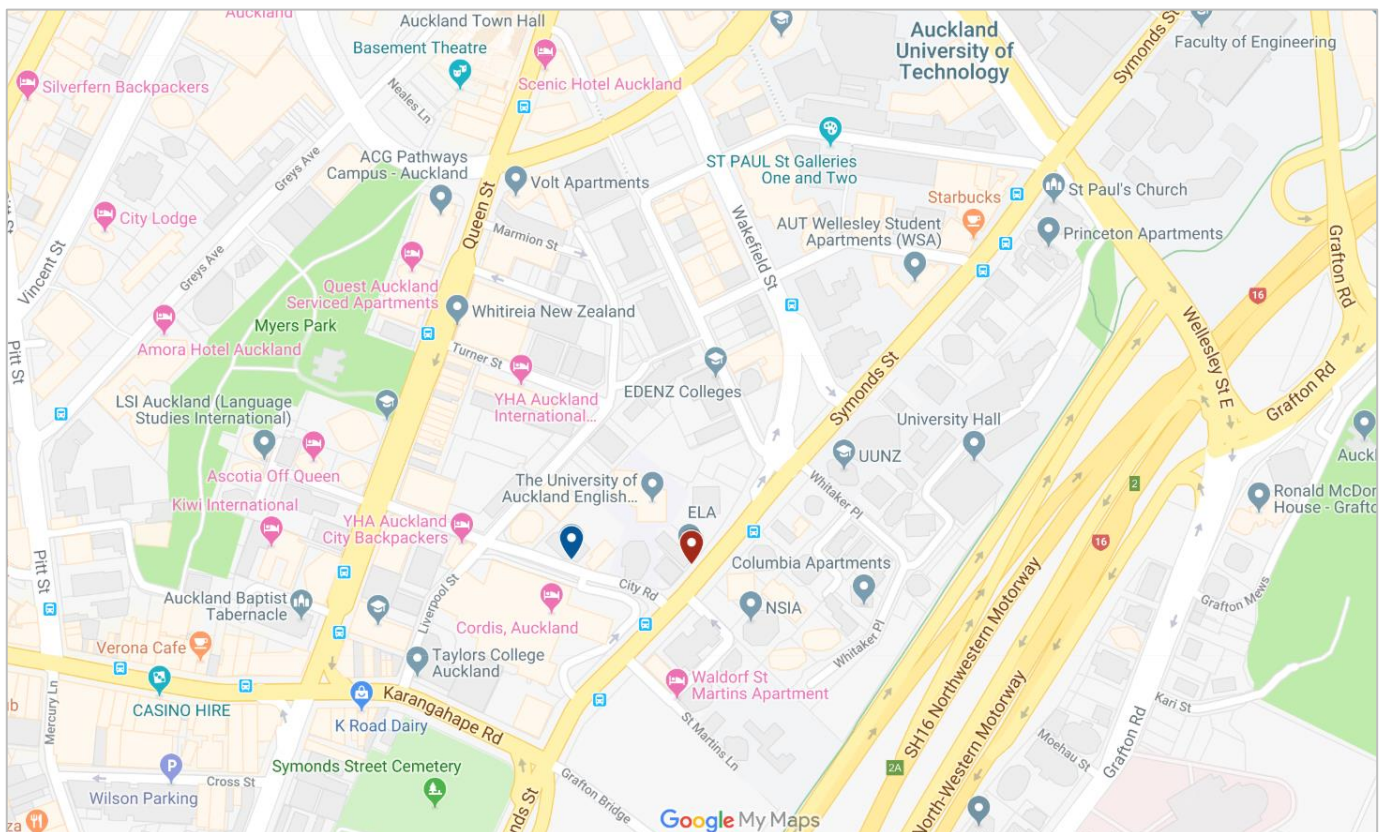 Auckland
Auckland Town Hall
Basement Theatre
Silverfern Backpackers
Scenic Hotel Auckland
Neales Ln
Auckland
University of
Technology
Symonds St
Faculty of Engineering
Greys Ave
ACG Pathways
Campus - Auckland
Volt Apartments
ST PAUL St Galleries
One and Two
Starbucks
St Paul's Church
City Lodge
Queen St
Marmion St
Wakefield St
AUT Wellesley Student
Apartments (WSA)
Princeton Apartments
Grafton Rd
Vincent St
Greys Ave
Quest Auckland
Serviced Apartments
Whitireia New Zealand
16
Myers Park
Amora Hotel Auckland
Turner St
Wellesley St E
Pitt St
Pitt St
YHA Auckland
International...
EDENZ Colleges
Symonds St
Grafton Rd
LSI Auckland (Language
Studies International)
University Hall
UUNZ
Auckl
Ascotia Off Queen
The University of
Auckland English...
Whitaker Pl
2
Ronald McDon
House - Grafto
Kiwi International
YHA Auckland
City Backpackers
ELA
16
Columbia Apartments
Pitt St
City Rd
Liverpool St
Auckland Baptist
Tabernacle
Cordis, Auckland
NSIA
Grafton Mews
Verona Cafe
Whitaker Pl
Taylors College
Auckland
Waldorf St
Martins Apartment
SH16 Northwestern Motorway
Mercury Ln
CASINO HIRE
K Road Dairy
Karangahape Rd
St Martins Ln
Kari St
North-Western Motorway
Grafton Rd
Moehau St
Symonds Street Cemetery
2A
Cross St
P
Wilson Parking
Grafton Bridge
nds St
za
ub
Google My Maps